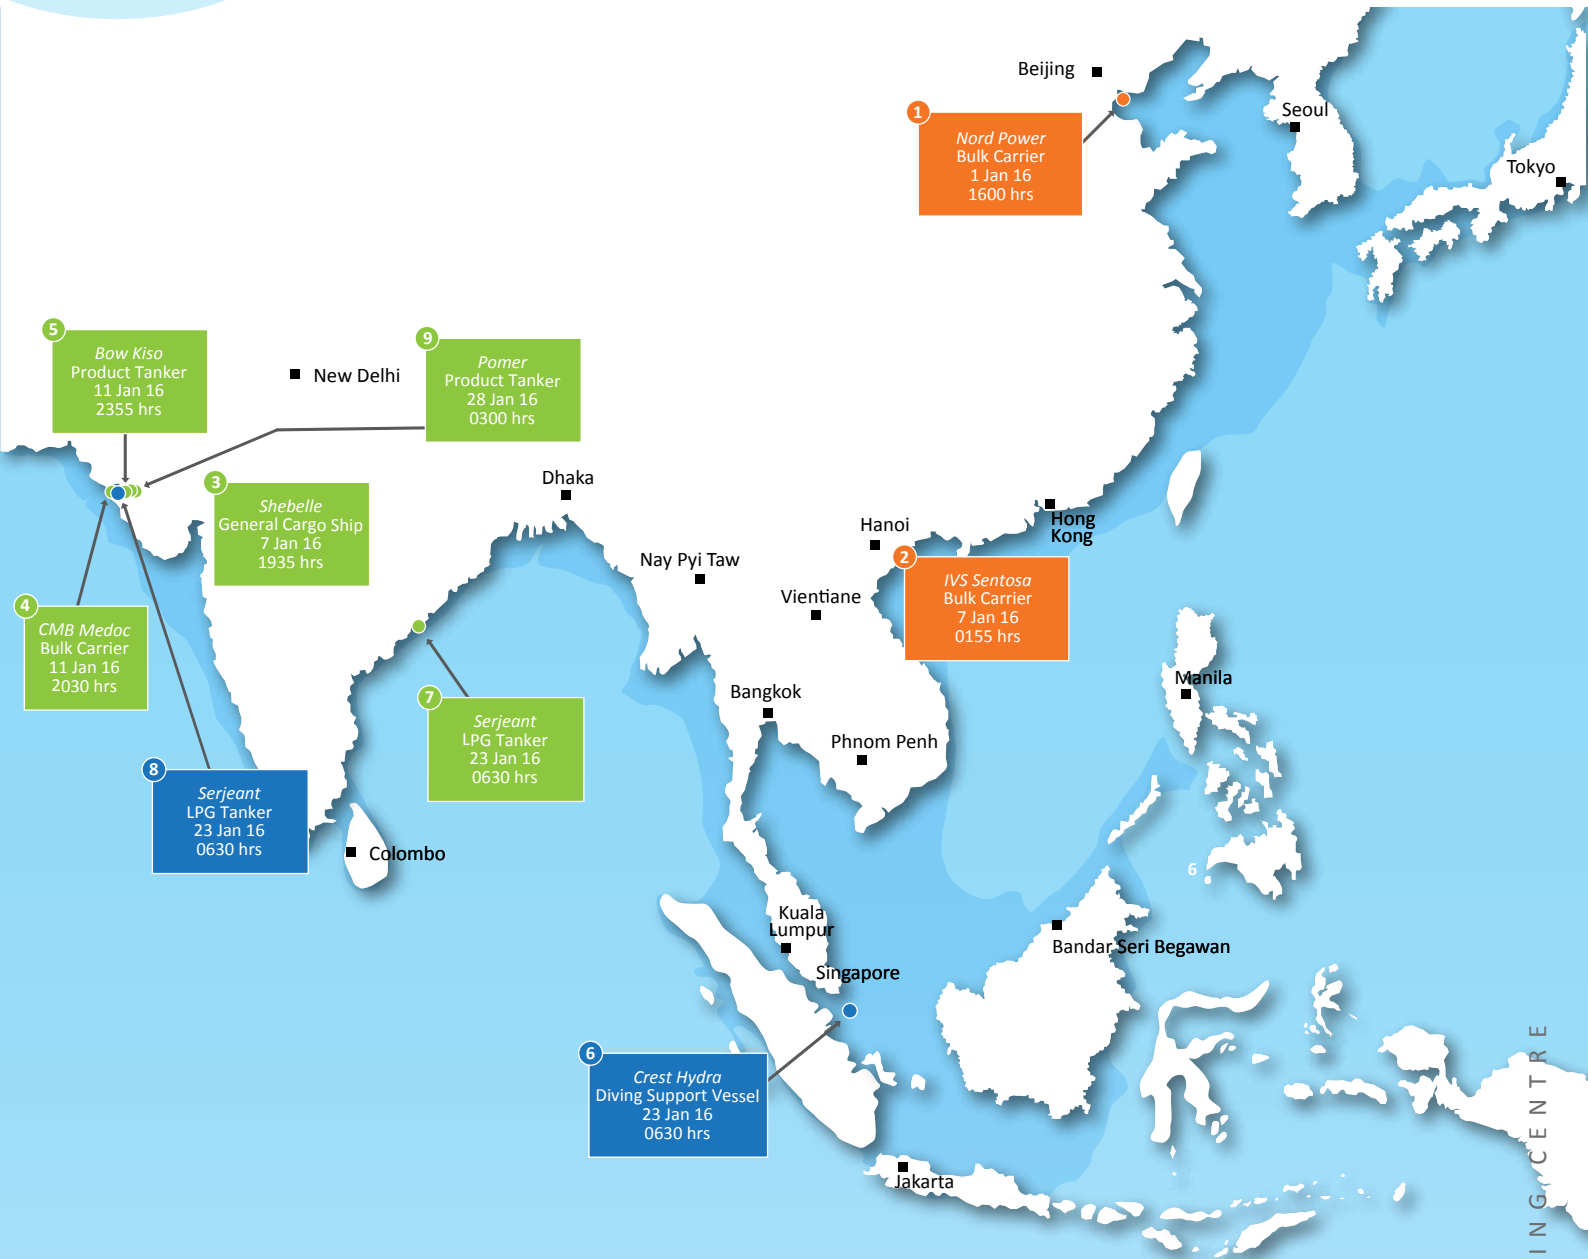 Beijing
Seoul
Tokyo
1
Nord Power
Bulk Carrier
1 Jan 16
1600 hrs
5
Bow Kiso
Product Tanker
11 Jan 16
2355 hrs
New Delhi
9
Pomer
Product Tanker
28 Jan 16
0300 hrs
3
Shebelle
General Cargo Ship
7 Jan 16
1935 hrs
Dhaka
Hong
Kong
Hanoi
Nay Pyi Taw
Vientiane
2
IVS Sentosa
Bulk Carrier
7 Jan 16
0155 hrs
4
CMB Medoc
Bulk Carrier
11 Jan 16
2030 hrs
7
Serjeant
LPG Tanker
23 Jan 16
0630 hrs
Bangkok
Phnom Penh
Manila
8
Serjeant
LPG Tanker
23 Jan 16
0630 hrs
Colombo
6
Kuala
Lumpur
Singapore
Bandar Seri Begawan
6
Crest Hydra
Diving Support Vessel
23 Jan 16
0630 hrs
Jakarta
ING CENTRE